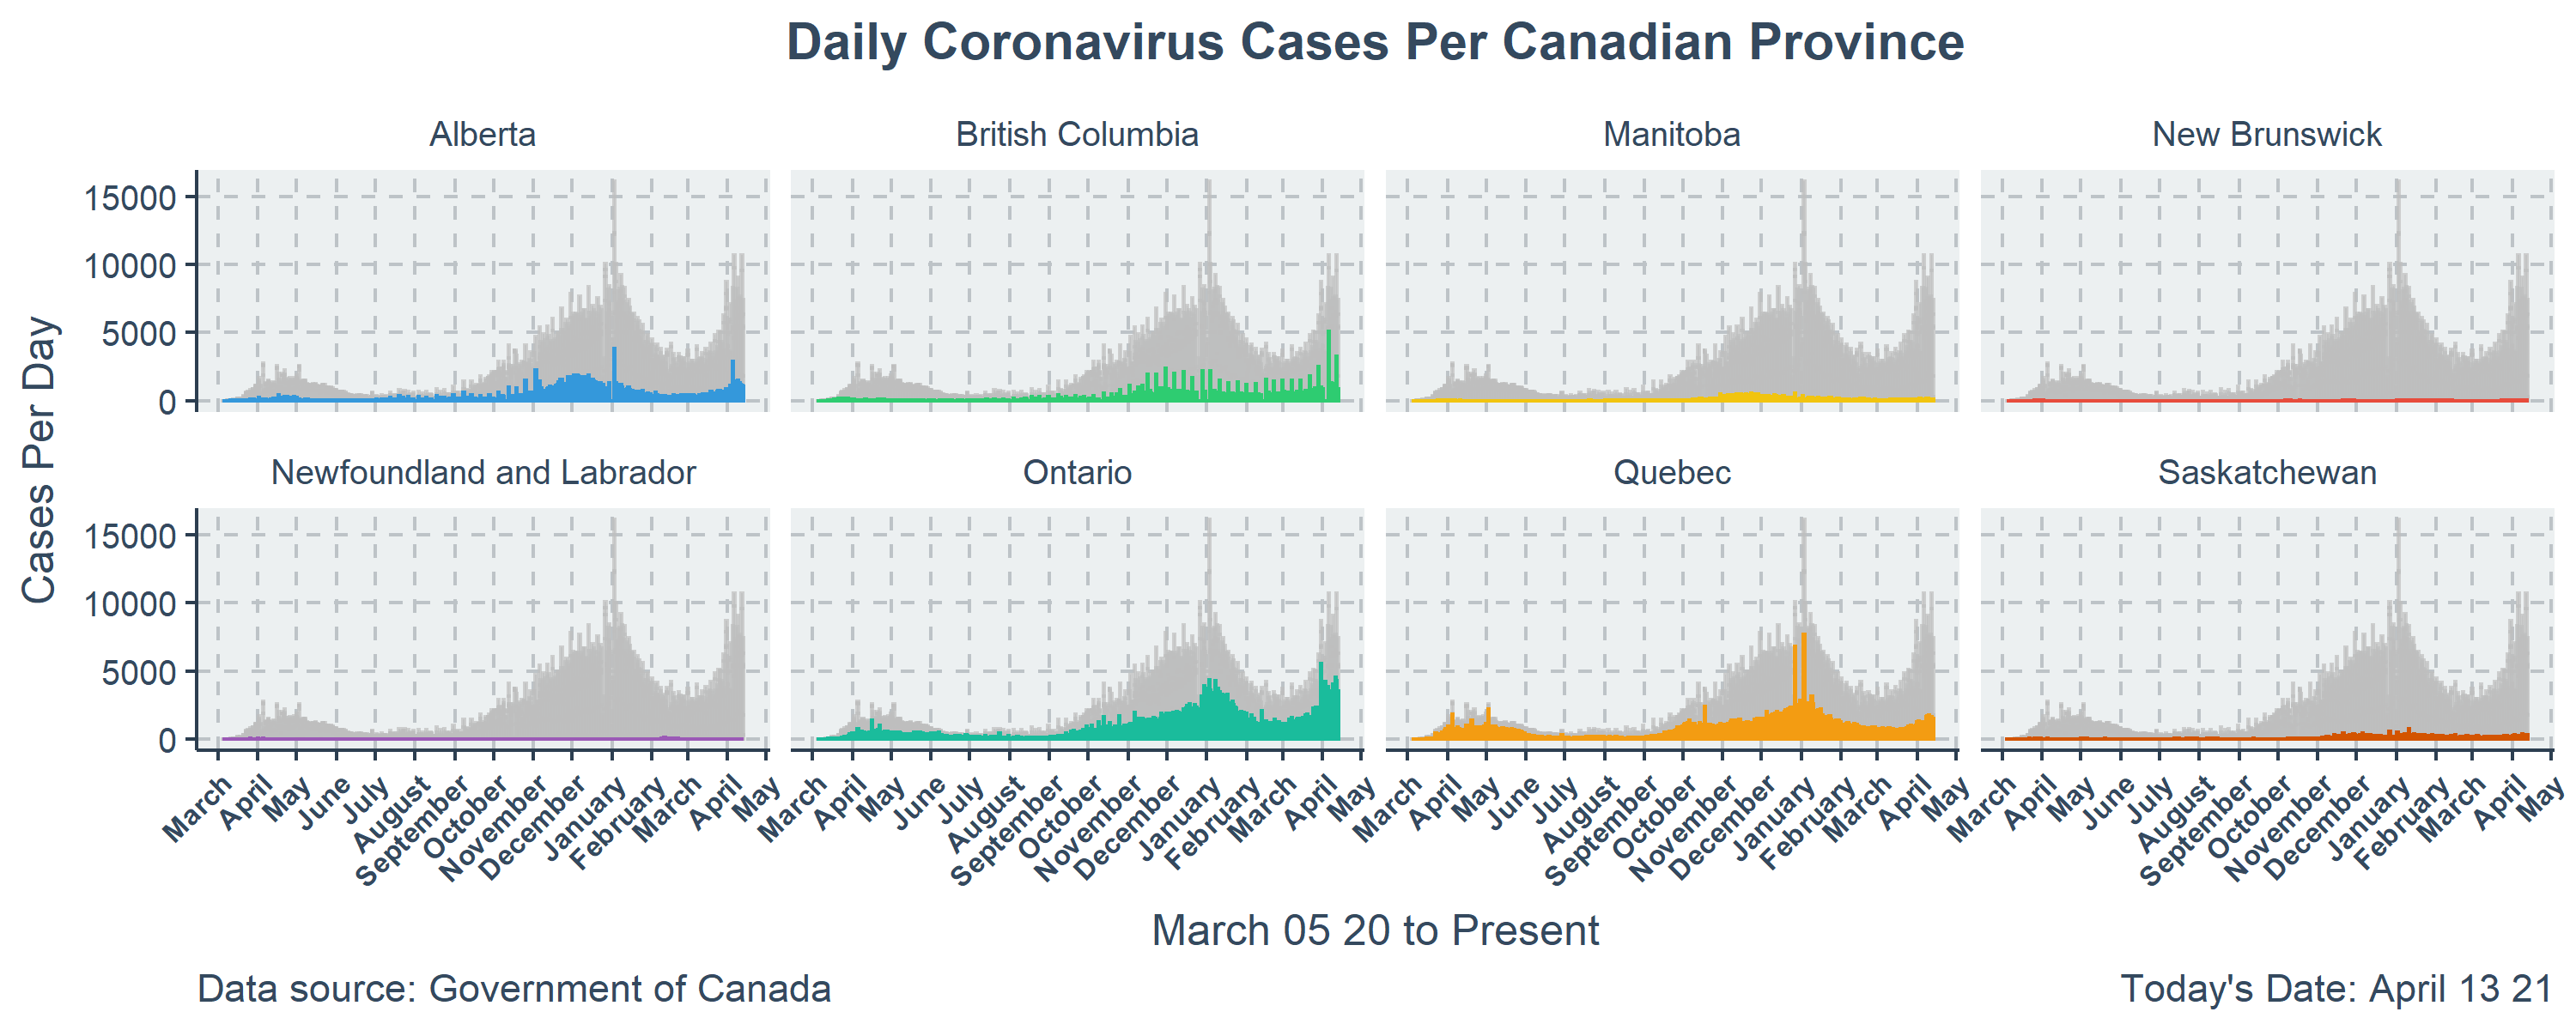 Daily Coronavirus Cases Per Canadian Province
Alberta British Columbia Manitoba New Brunswick
15000
10000
5000
0
Cases Per Day
Newfoundland and Labrador Ontario Quebec Saskatchewan
15000
10000
5000
0
March April May June July August September October November December January February March April May March April May June July August September October November December January February March April May March April May June July August September October November December January February March April May March April May June July August September October November December January February March April May
March 05 20 to Present
Data source: Government of Canada Today's Date: April 13 21